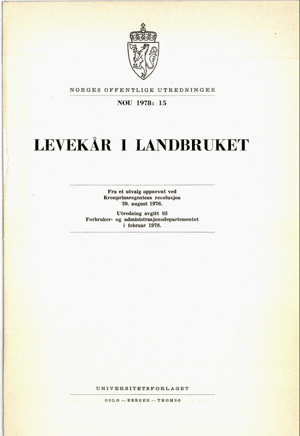 NORGES OFFENTLIGE UTREDNINGER
NOU 1978: 15
LEVEKÅR I LANDBRUKET
Fra et utvalg oppnevnt ved
Kronprinsregentens resolusjon
20. august 1976.
Utredning avgitt til
Forbruker- og administrasjonsdepartementet
i februar 1978.
UNIVERSITETSFORLAGET
OSLO — BERGEN — TROMSØ